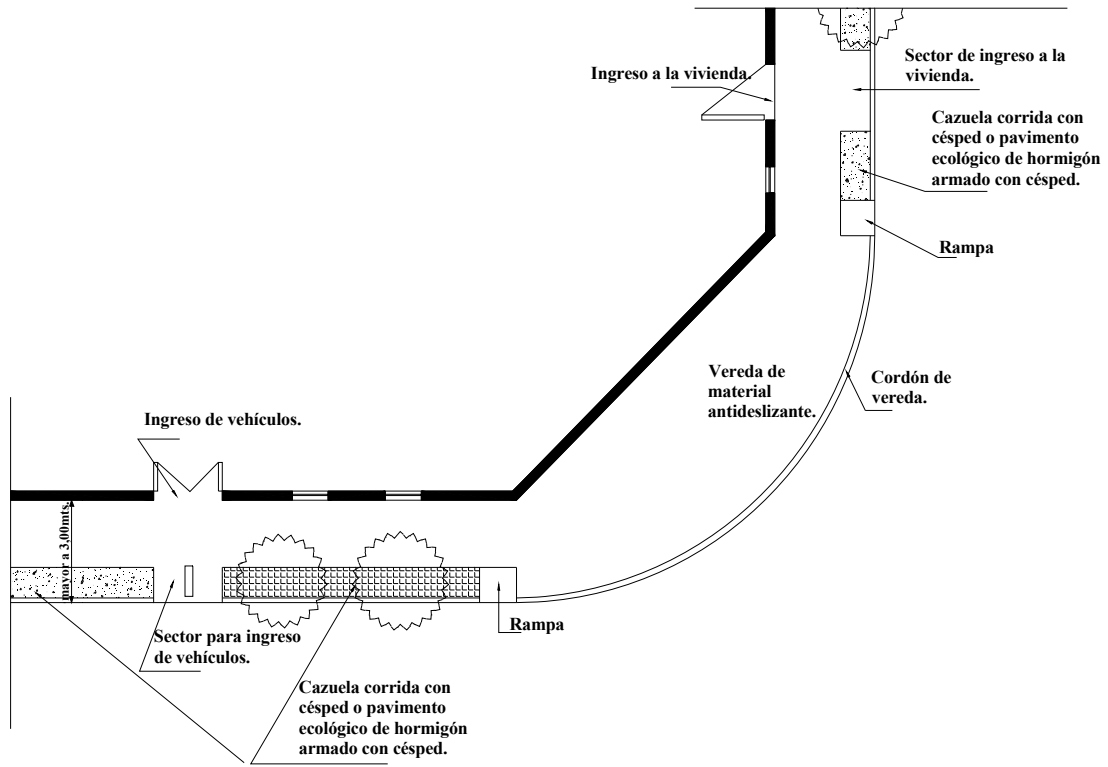 Ingreso a la vivienda.
Sector de ingreso a la
vivienda.
Cazuela corrida con
césped o pavimento
ecológico de hormigón
armado con césped.
Rampa
Vereda de
material
antideslizante.
Cordón de
vereda.
Ingreso de vehículos.
mayor a 3,00mts.
Rampa
Sector para ingreso
de vehículos.
Cazuela corrida con
césped o pavimento
ecológico de hormigón
armado con césped.